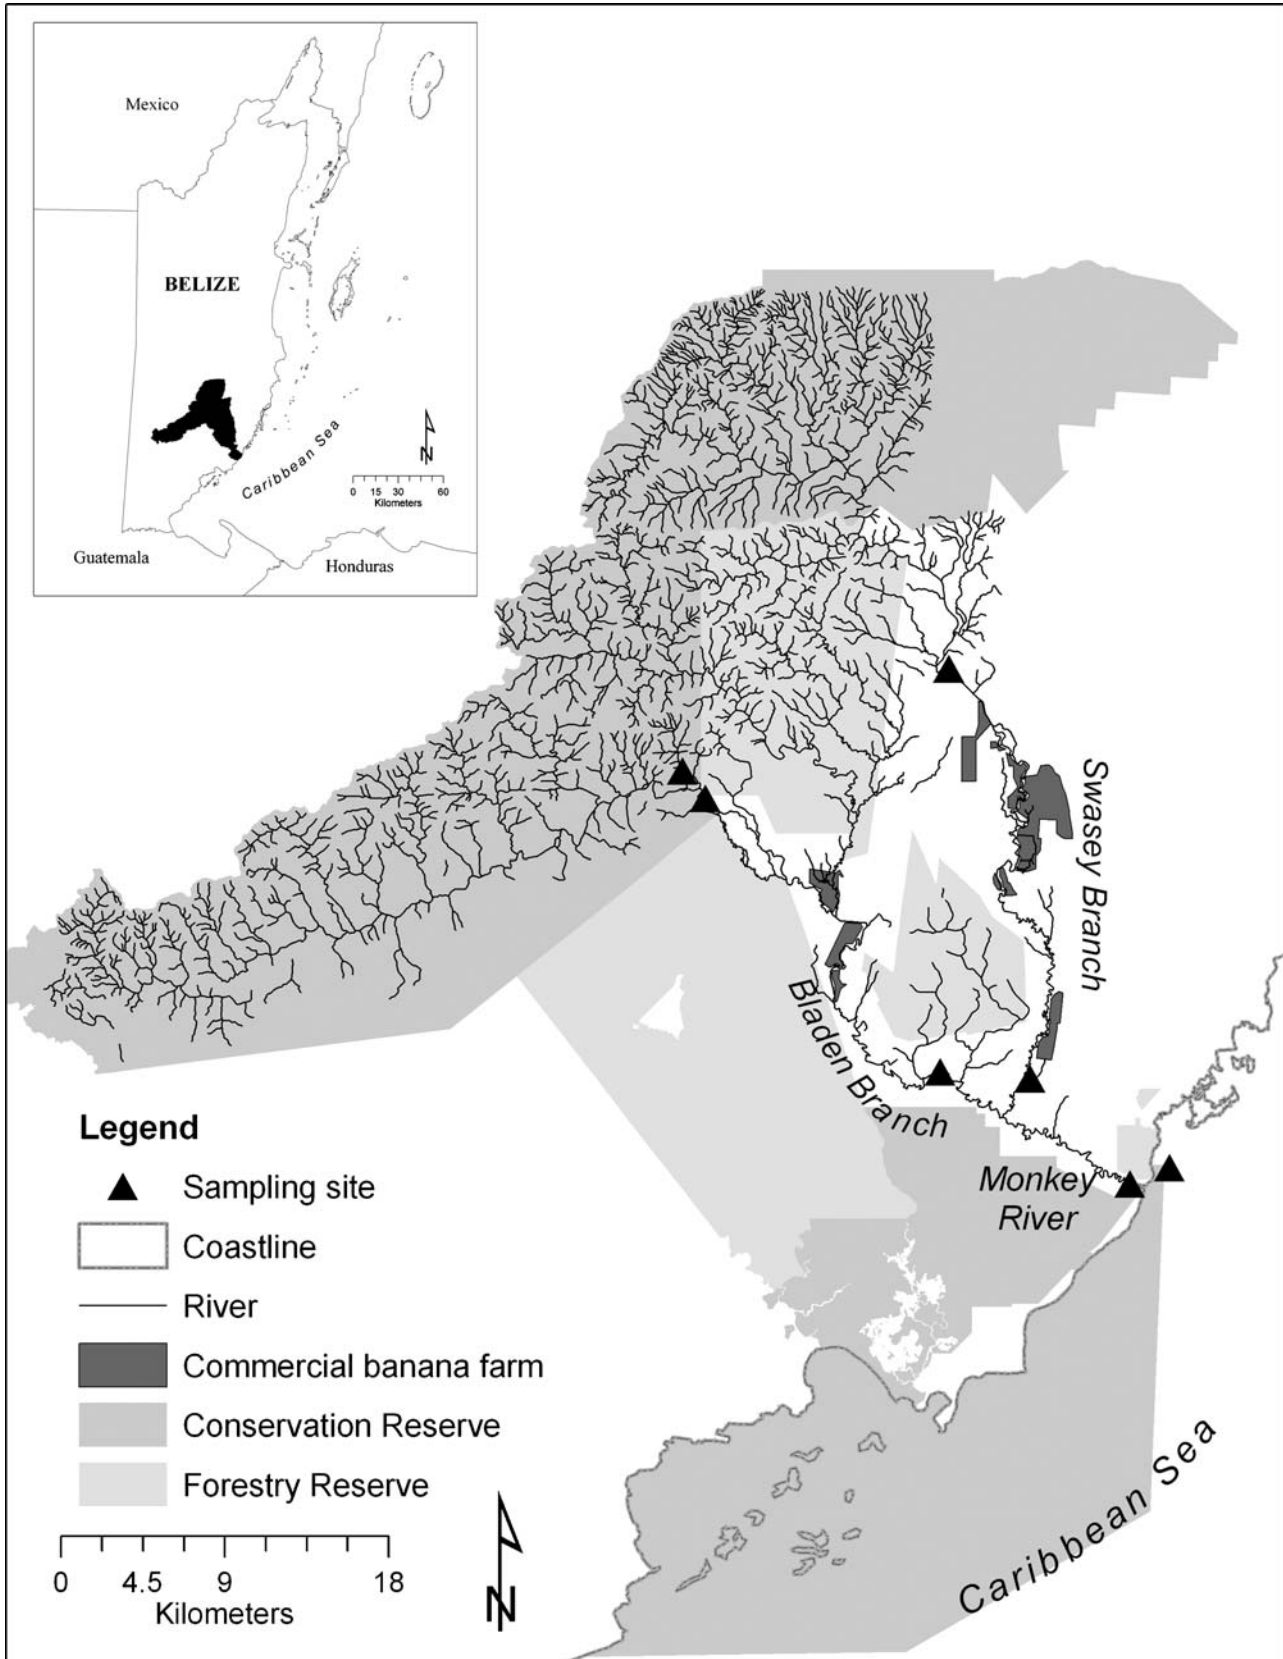 Mexico
BELIZE
Caribbean Sea
N
0 15 30 60
Kilometers
Guatemala
Honduras
Swasey Branch
Bladen Branch
Monkey
River
Caribbean Sea
Legend
Sampling site
Coastline
River
Commercial banana farm
Conservation Reserve
Forestry Reserve
0 4.5 9 18
Kilometers
N